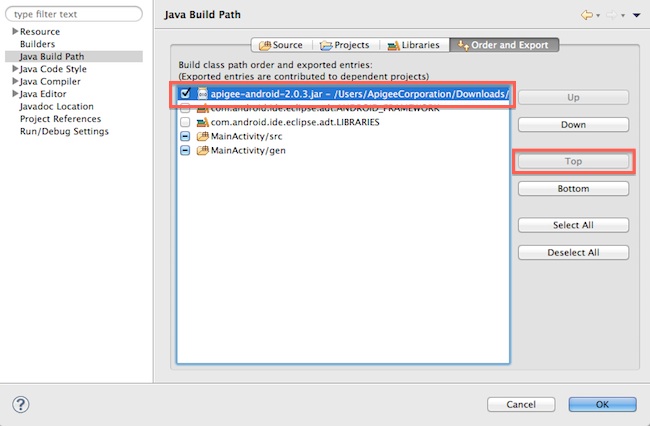 type filter text
Resource
Builders
Java Build Path
Java Code Style
Java Compiler
Java Editor
Javadoc Location
Project References
Run/Debug Settings
Java Build Path
Source
Projects
Libraries
Order and Export
Build class path order and exported entries:
(Exported entries are contributed to dependent projects)
apigee-android-2.0.3.jar - /Users/ApigeeCorporation/Downloads/
com.android.ide.eclipse.adt.ANDROID_FRAMEWORK
com.android.ide.eclipse.adt.LIBRARIES
MainActivity/src
MainActivity/gen
Up
Down
Top
Bottom
Select All
Deselect All
?
Cancel
OK